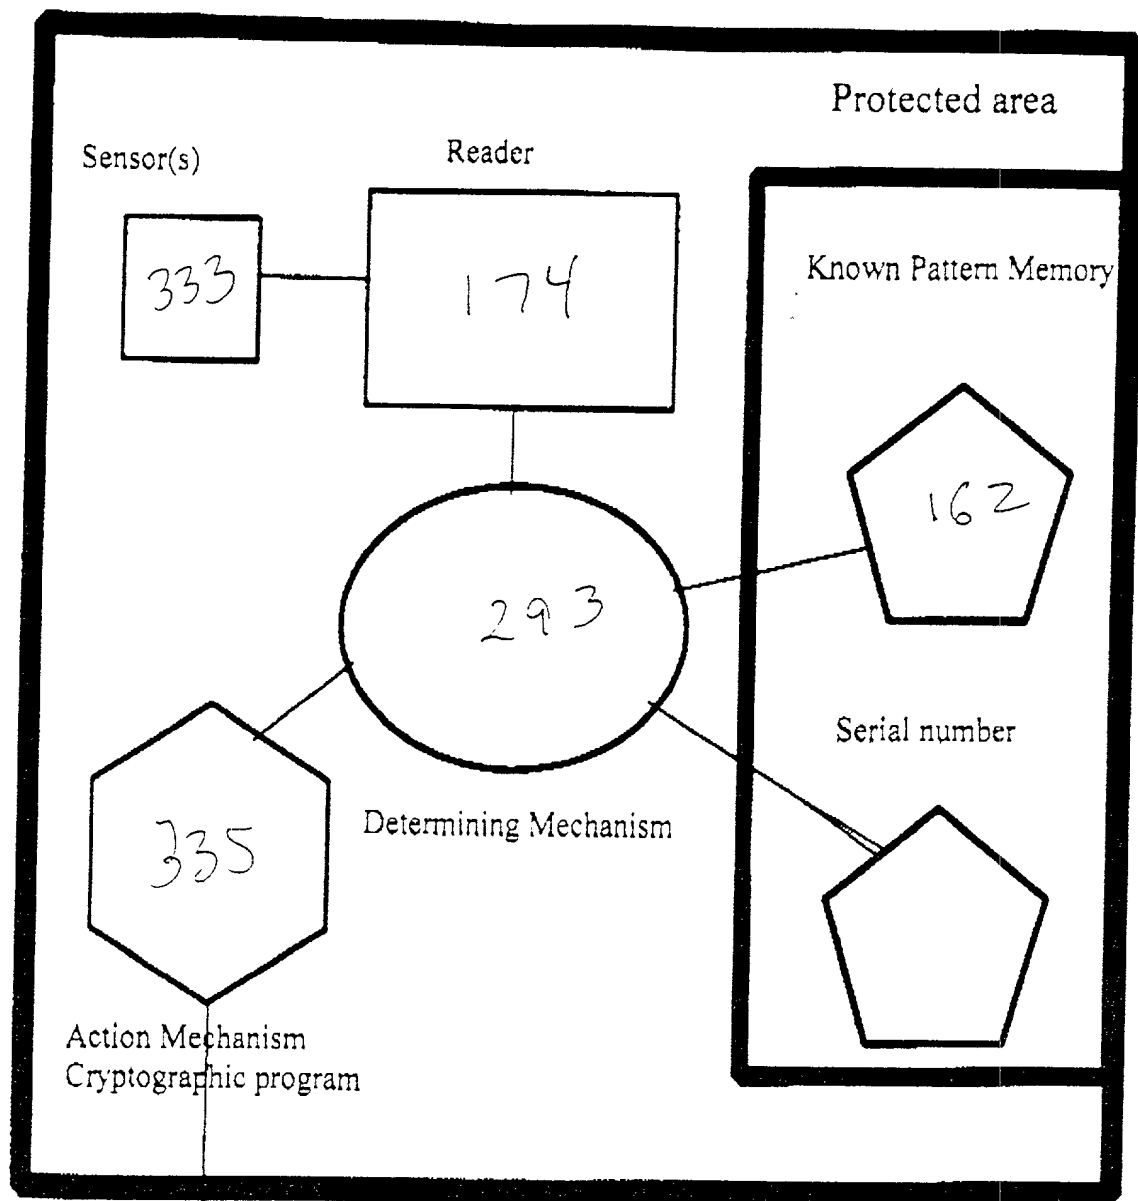 Protected area
Sensor(s)
Reader
333
174
Known Pattern Memory
162
293
Serial number
Determining Mechanism
335
Action Mechanism
Cryptographic program